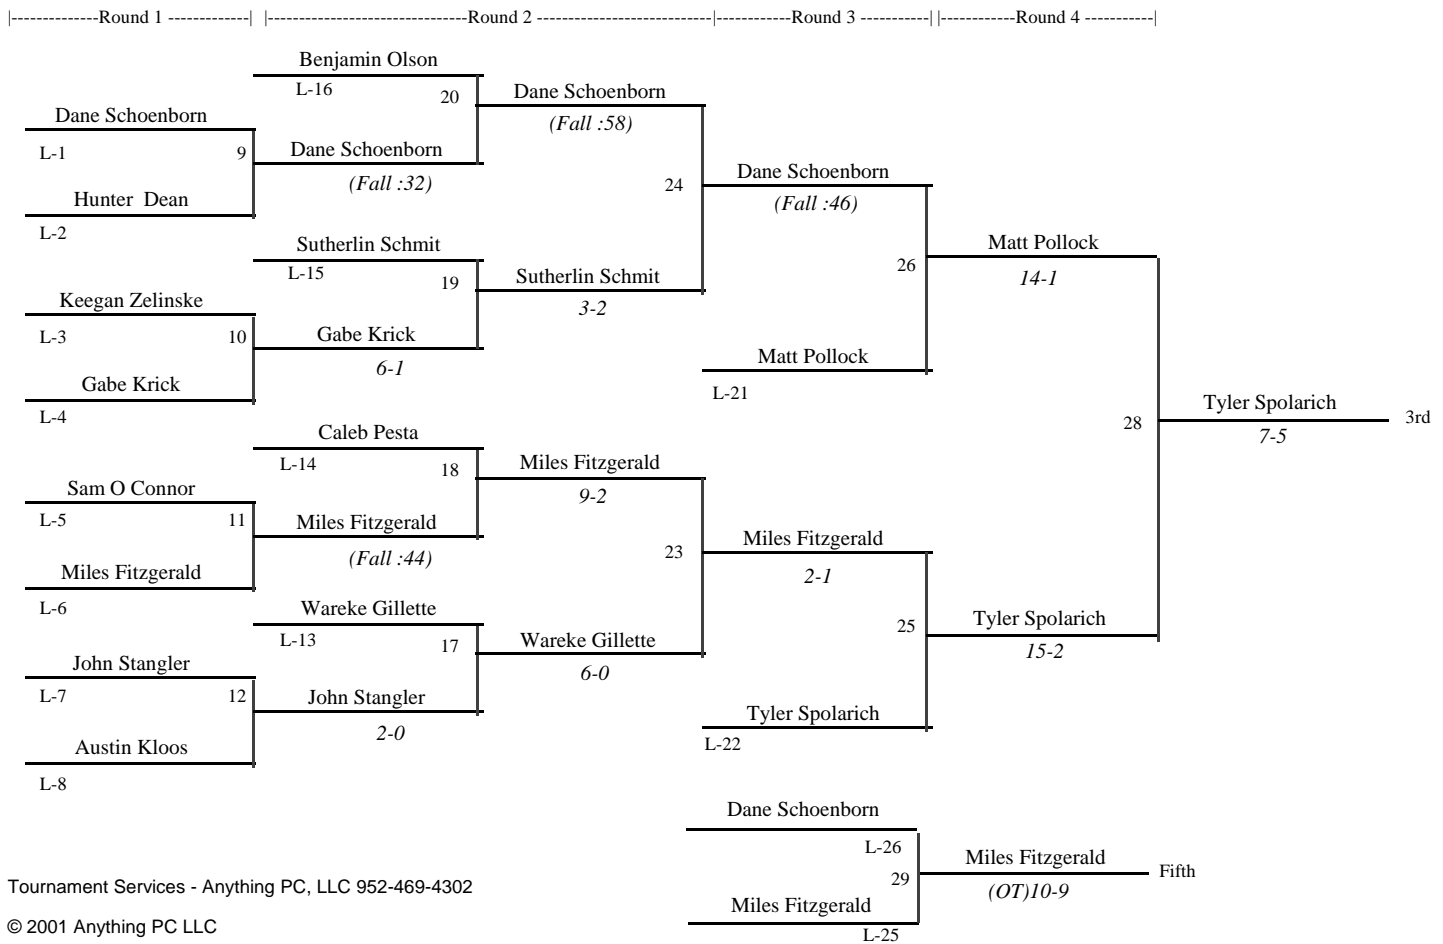 |--------------Round 1 -------------| |--------------------------------Round 2 ----------------------------|------------Round 3 -----------| |------------Round 4 -----------|
Benjamin Olson
L-16
20
Dane Schoenborn
(Fall :58)
Dane Schoenborn
L-1
9
Dane Schoenborn
(Fall :32)
Hunter  Dean
L-2
24
Dane Schoenborn
(Fall :46)
Sutherlin Schmit
L-15
19
Sutherlin Schmit
3-2
Keegan Zelinske
L-3
10
Gabe Krick
6-1
Gabe Krick
L-4
26
Matt Pollock
14-1
Matt Pollock
L-21
Caleb Pesta
L-14
18
Miles Fitzgerald
9-2
Sam O Connor
L-5
11
Miles Fitzgerald
(Fall :44)
Miles Fitzgerald
L-6
23
Miles Fitzgerald
2-1
28
Tyler Spolarich
7-5
3rd
Wareke Gillette
L-13
17
Wareke Gillette
6-0
John Stangler
L-7
12
John Stangler
2-0
Austin Kloos
L-8
25
Tyler Spolarich
15-2
Tyler Spolarich
L-22
Dane Schoenborn
L-26
29
Miles Fitzgerald
(OT)10-9
Fifth
Miles Fitzgerald
L-25
Tournament Services - Anything PC, LLC 952-469-4302
© 2001 Anything PC LLC